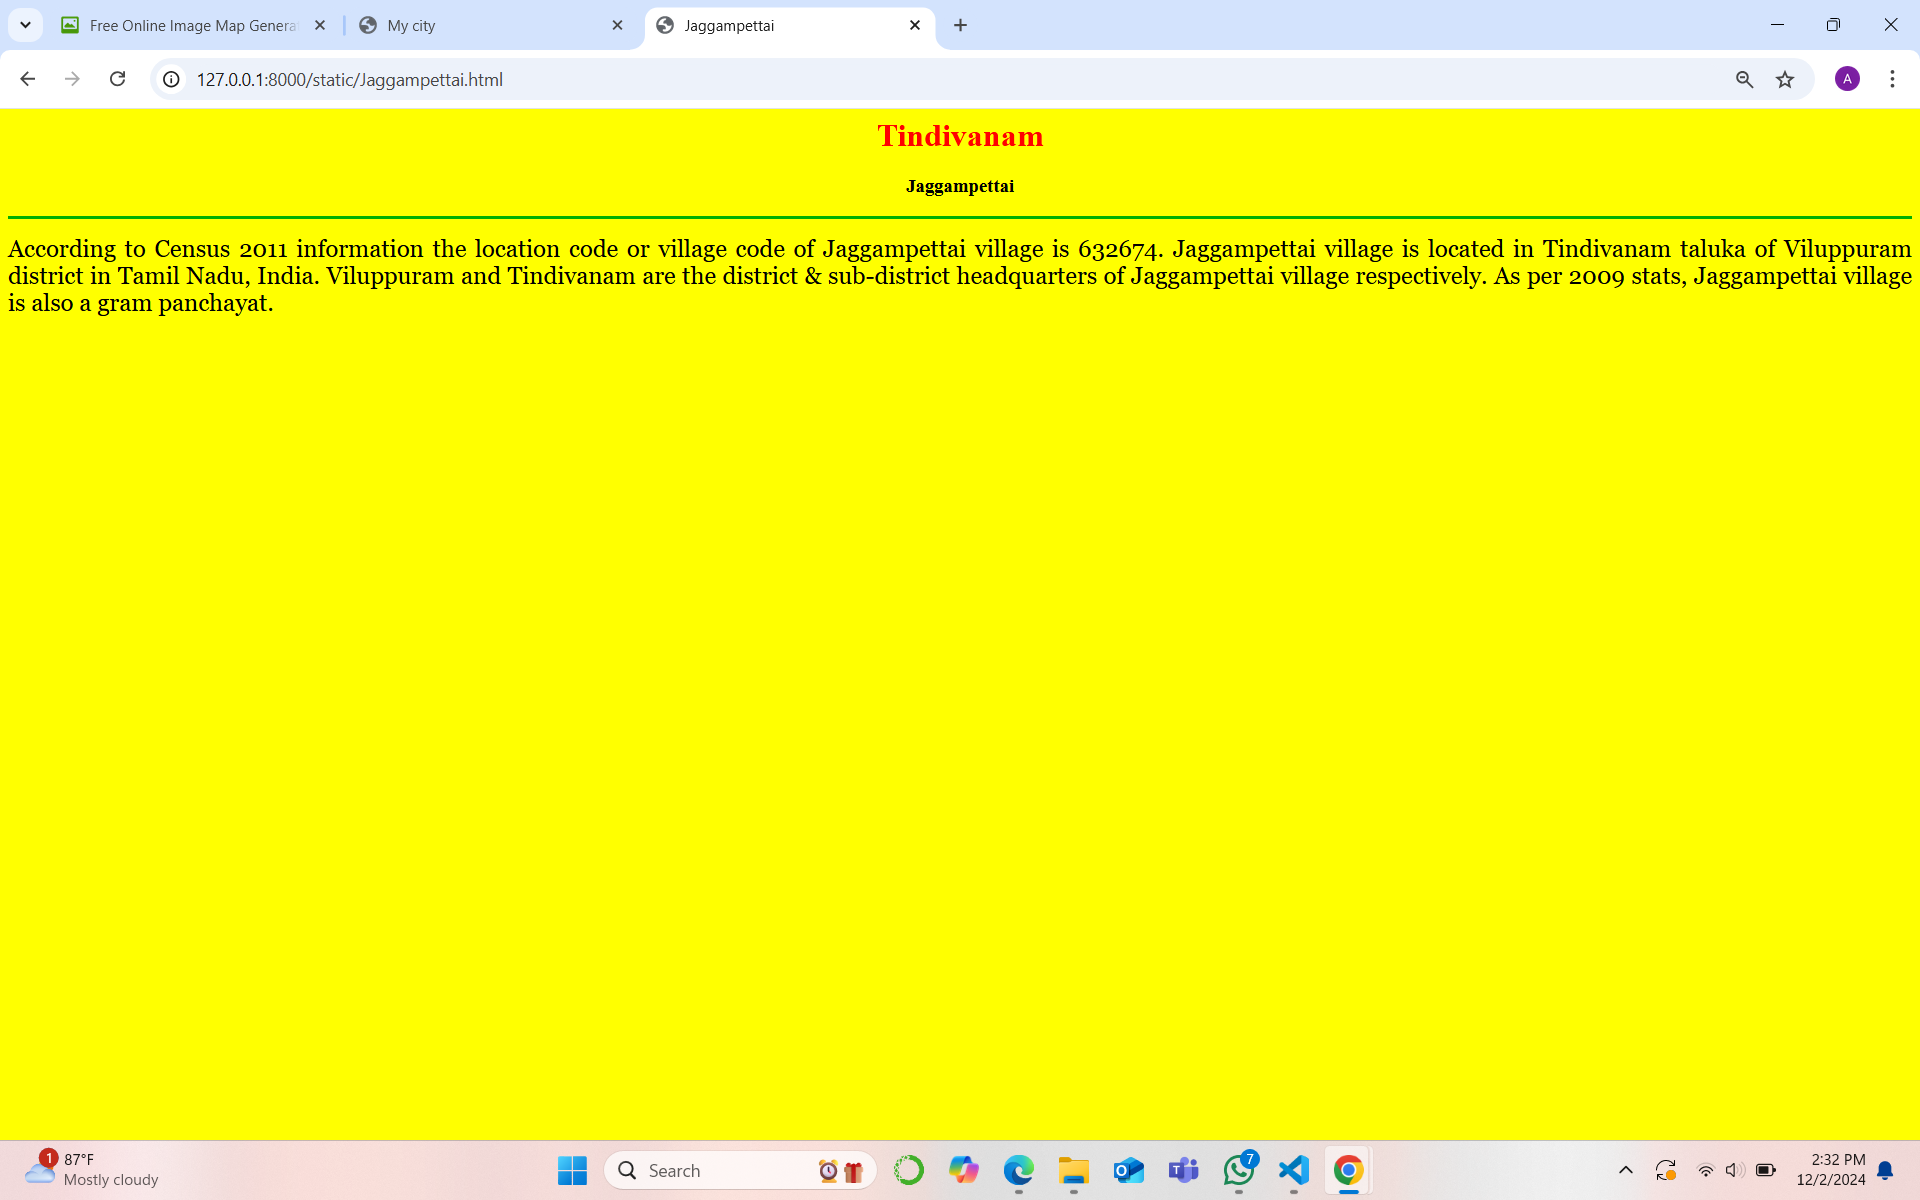 Free Online Image Map Genera
My city
Jaggampettai
127.0.0.1:8000/static/Jaggampettai.html
A
Tindivanam
Jaggampettai
According to Census 2011 information the location code or village code of Jaggampettai village is 632674. Jaggampettai village is located in Tindivanam taluka of Viluppuram
district in Tamil Nadu, India. Viluppuram and Tindivanam are the district & sub-district headquarters of Jaggampettai village respectively. As per 2009 stats, Jaggampettai village
is also a gram panchayat.
1
87°F
Mostly cloudy
Search
7
2:32 PM
12/2/2024